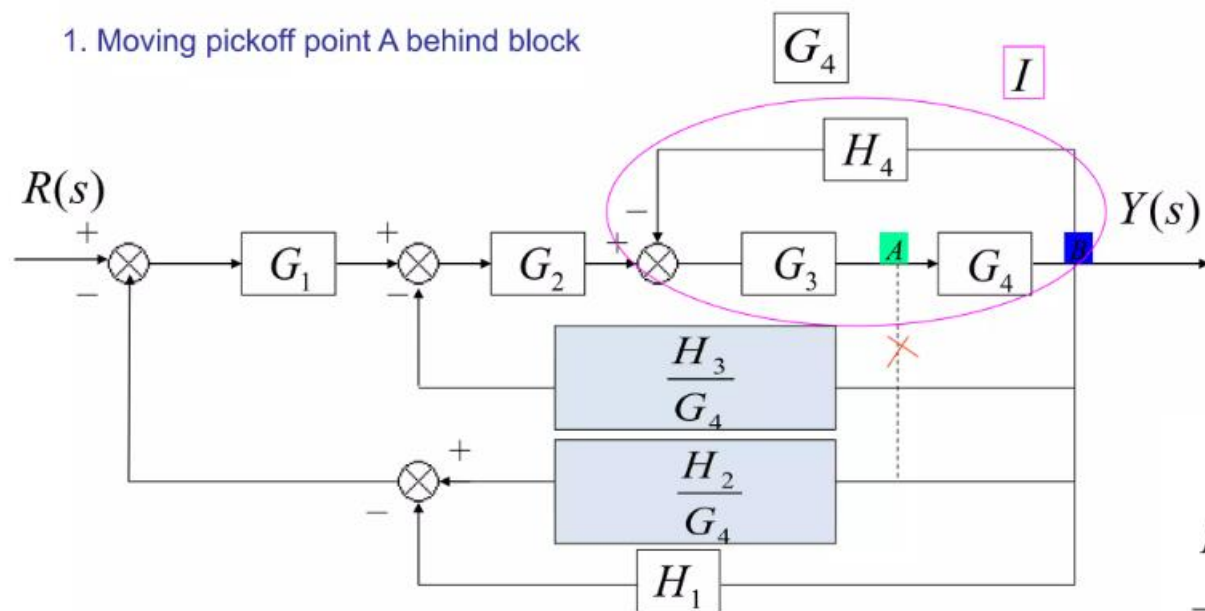 1. Moving pickoff point A behind block
G₄
I
H₄
R(s)
Y(s)
+
−
G₁
+
−
G₂
+
−
G₃
A
G₄
B
H₃
G₄
+
−
H₂
G₄
H₁